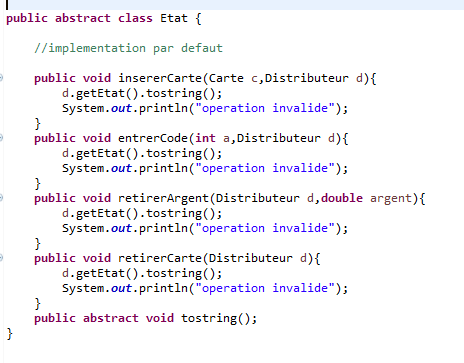 public abstract class Etat {
//implementation par defaut
public void insererCarte(Carte c,Distributeur d){
d.getEtat().tostring();
System.out.println("operation invalide");
}
public void entrerCode(int a,Distributeur d){
d.getEtat().tostring();
System.out.println("operation invalide");
}
public void retirerArgent(Distributeur d,double argent){
d.getEtat().tostring();
System.out.println("operation invalide");
}
public void retirerCarte(Distributeur d){
d.getEtat().tostring();
System.out.println("operation invalide");
}
public abstract void tostring();
}